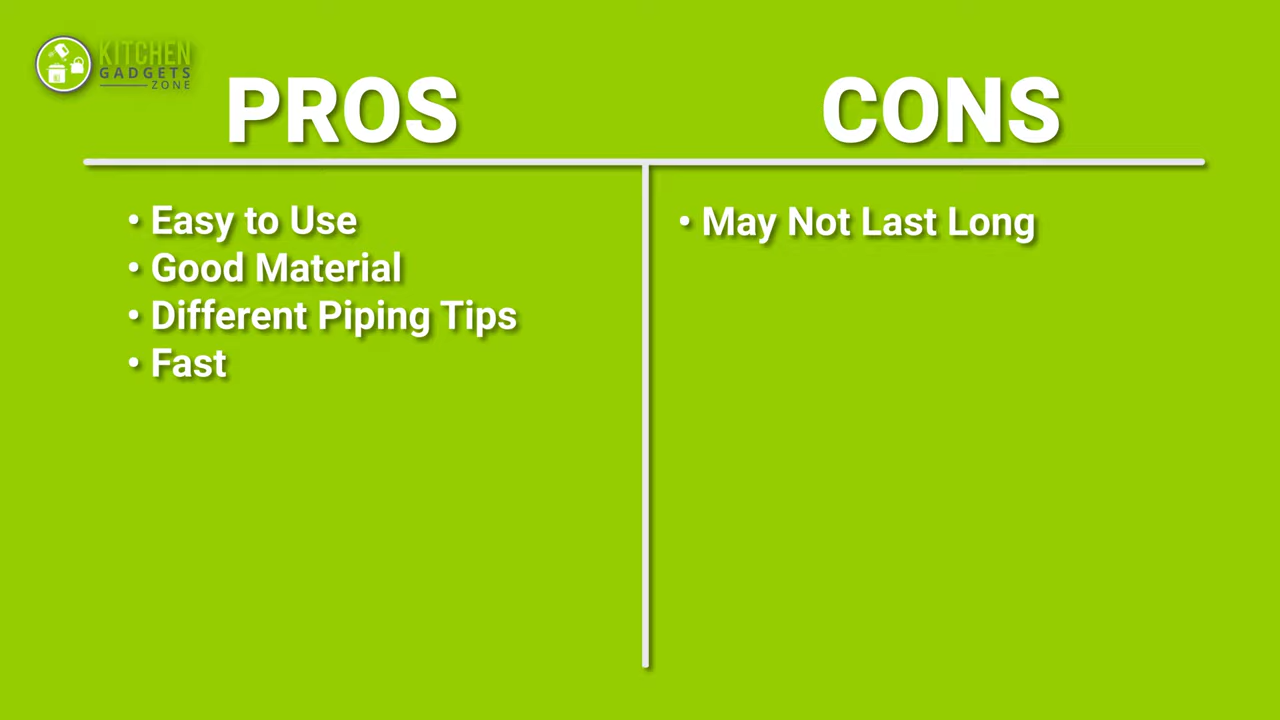 KITCHEN
GADGETS
ZONE
PROS
CONS
• Easy to Use
• Good Material
• Different Piping Tips
• Fast
• May Not Last Long